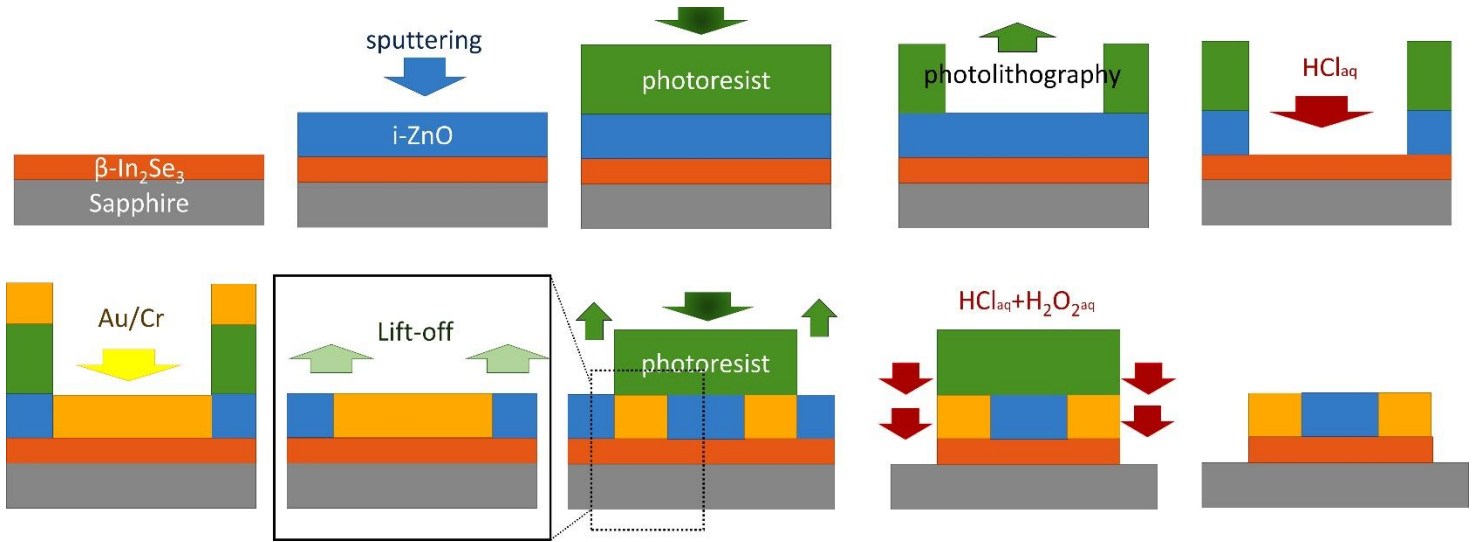 sputtering
photoresist
photolithography
HClaq
i-ZnO
β-In₂Se₃
Sapphire
Au/Cr
Lift-off
photoresist
HClaq+H₂O₂aq